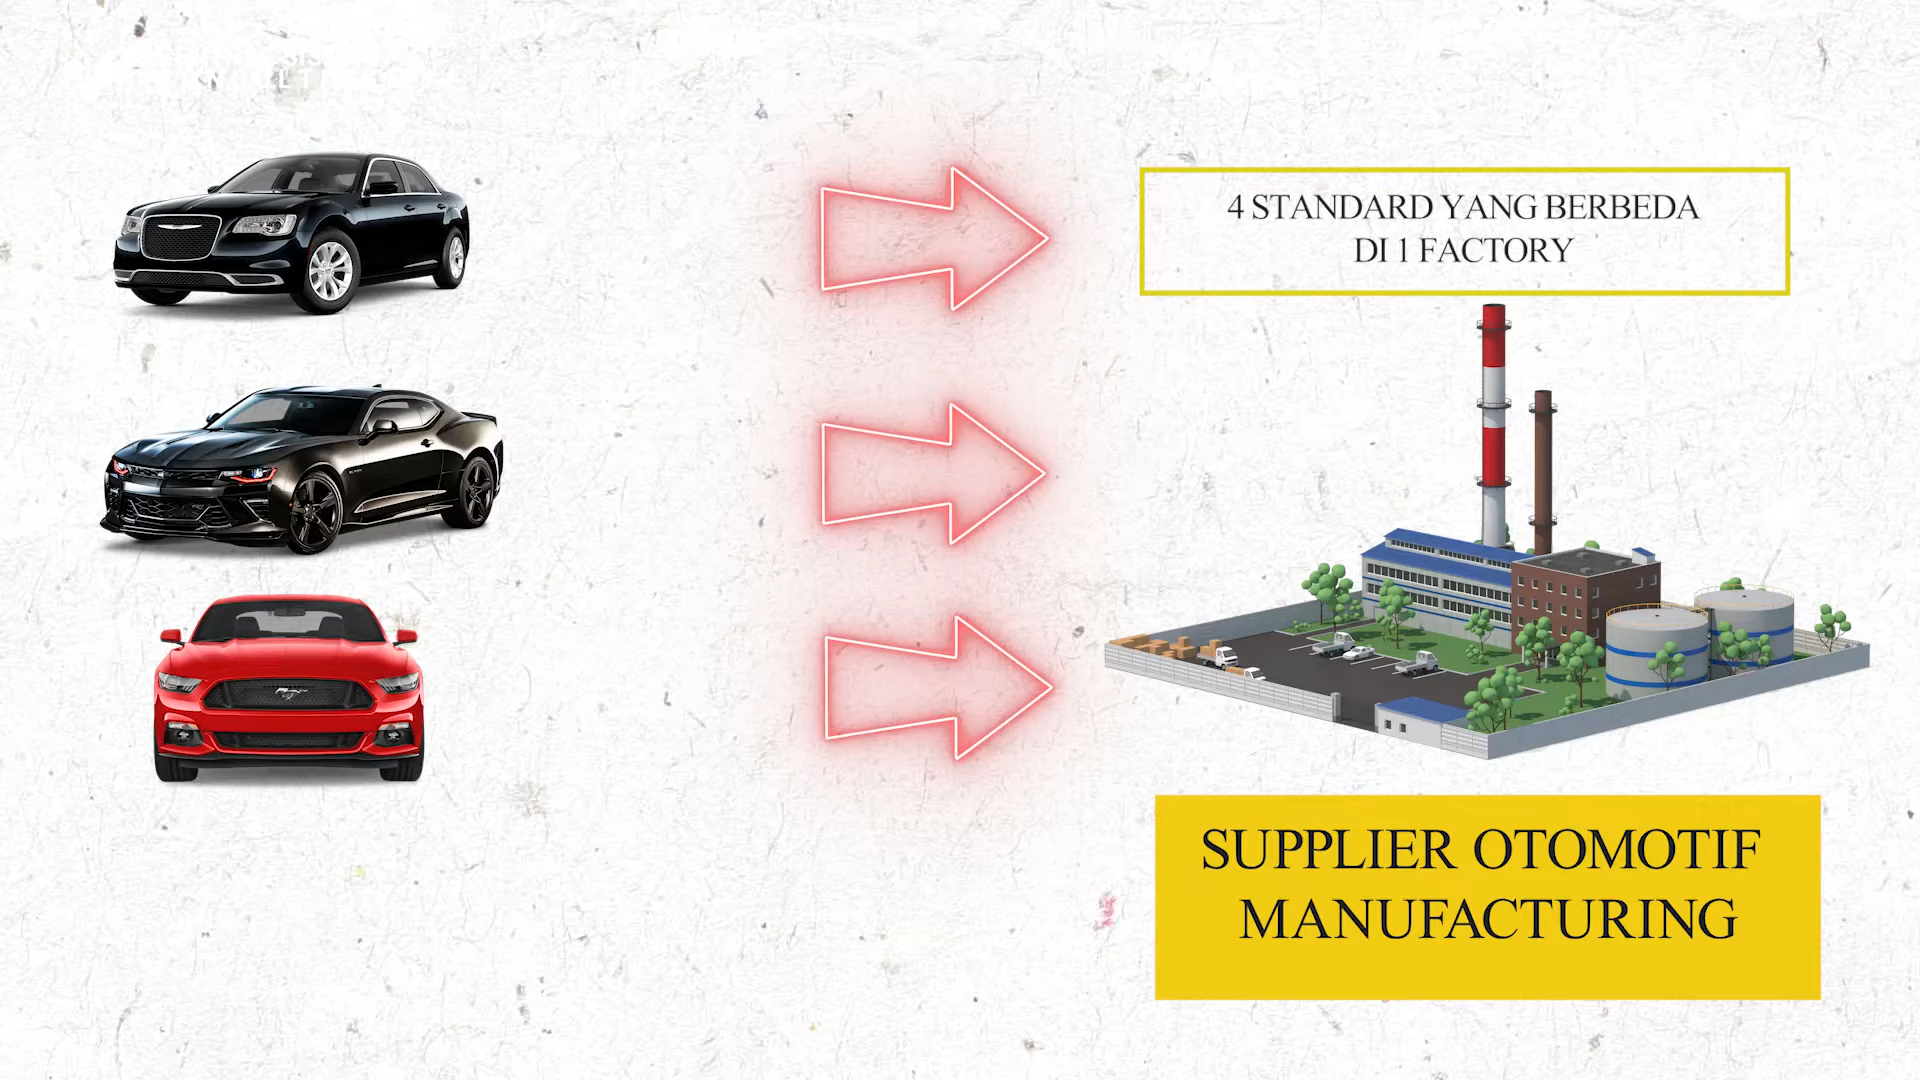 4 STANDARD YANG BERBEDA
DI 1 FACTORY
SUPPLIER OTOMOTIF
MANUFACTURING